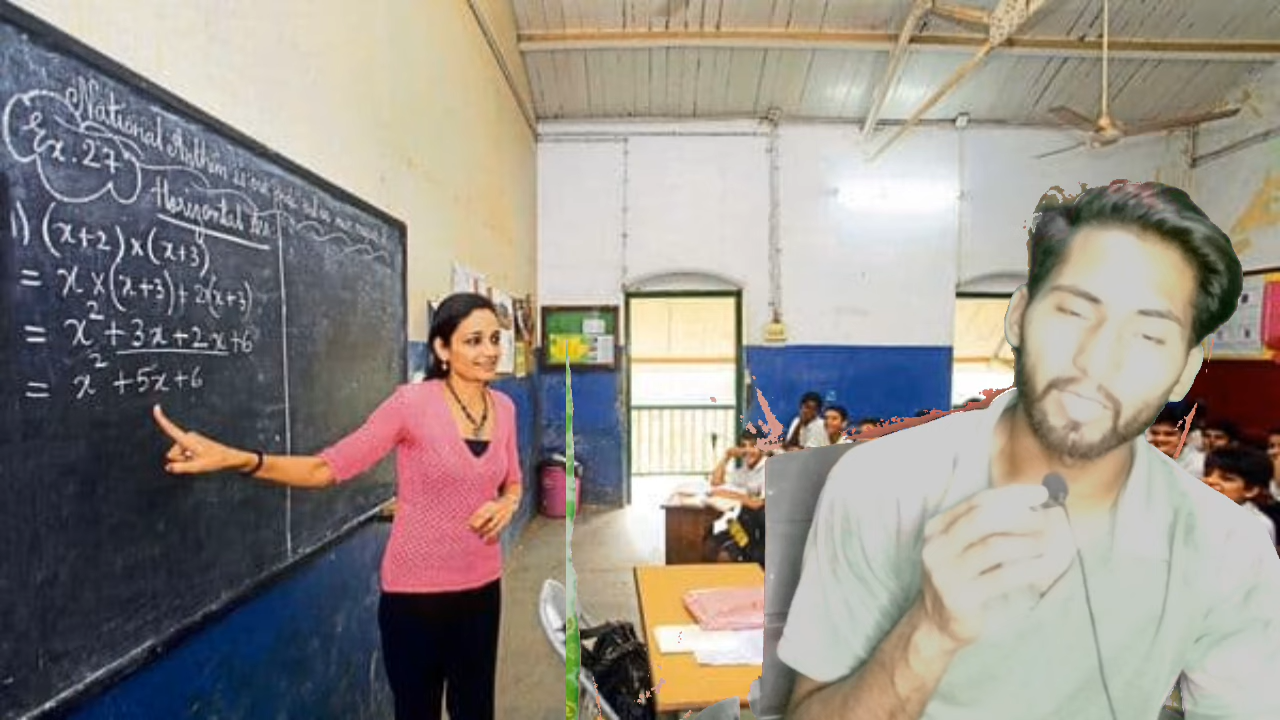 National Anthem is our
Ex. 27
Horizontal
1) (x+2)×(x+3)
= x×(x+3)+2×(x+3)
= x²+3x+2x+6
= x²+5x+6